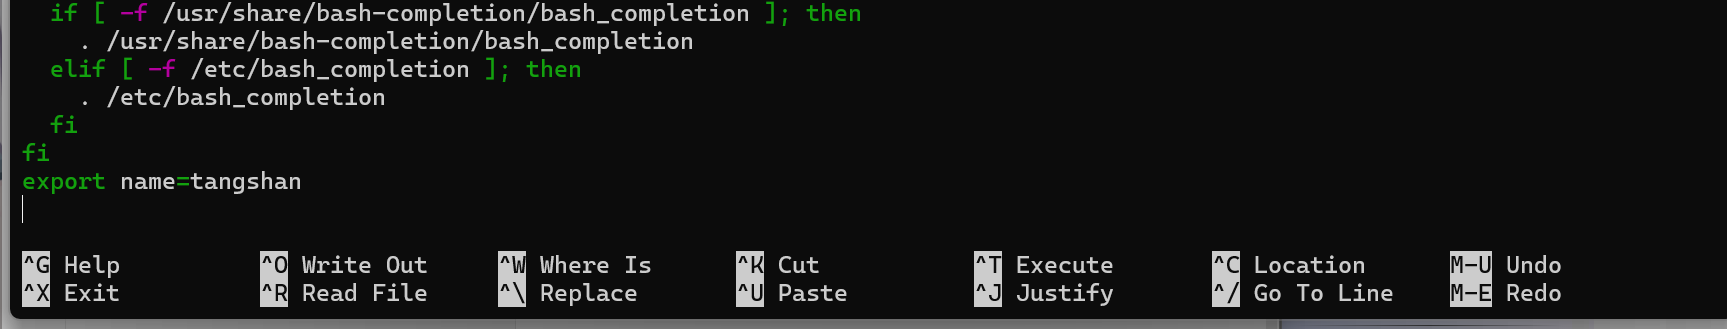 if [ -f /usr/share/bash-completion/bash_completion ]; then
. /usr/share/bash-completion/bash_completion
elif [ -f /etc/bash_completion ]; then
. /etc/bash_completion
fi
fi
export name=tangshan
^G Help ^O Write Out ^W Where Is ^K Cut ^T Execute ^C Location M-U Undo
^X Exit ^R Read File ^\ Replace ^U Paste ^J Justify ^/ Go To Line M-E Redo